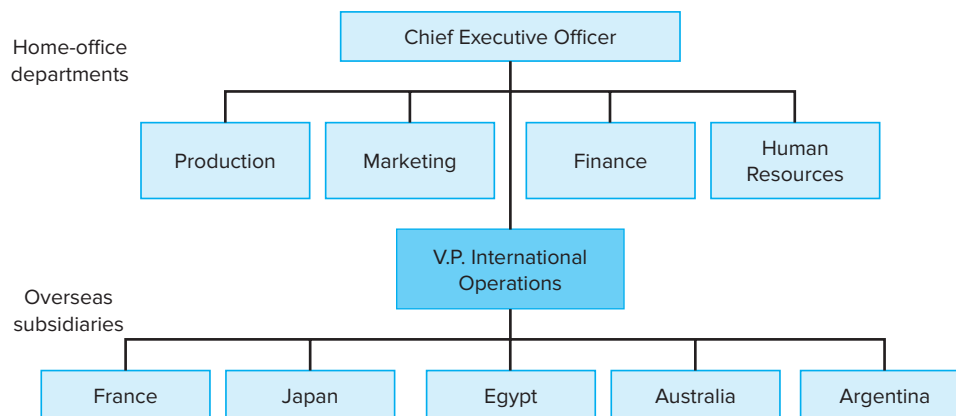 Chief Executive Officer
Home-office
departments
Production
Marketing
Finance
Human
Resources
V.P. International
Operations
Overseas
subsidiaries
France
Japan
Egypt
Australia
Argentina